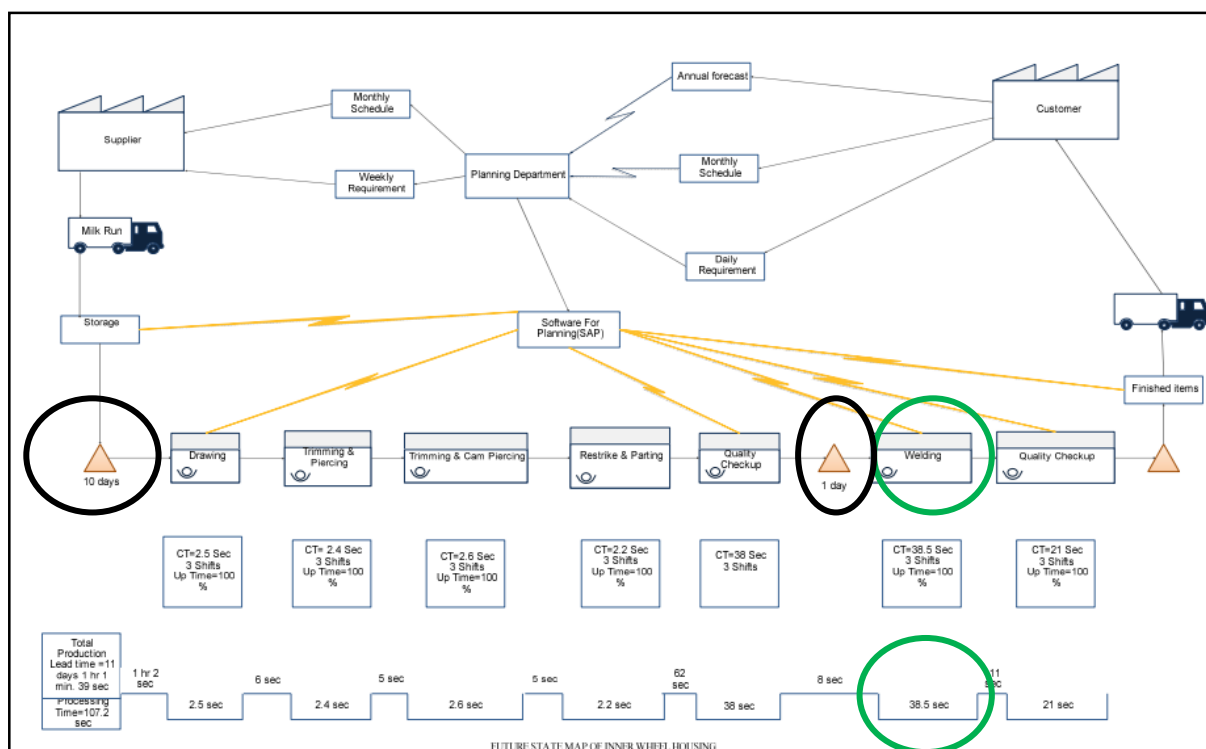 Annual forecast
Monthly
Schedule
Customer
Supplier
Weekly
Requirement
Planning Department
Monthly
Schedule
Milk Run
Daily
Requirement
Storage
Software For
Planning(SAP)
Finished items
10 days
Drawing
Trimming &
Piercing
Trimming & Cam Piercing
Restrike & Parting
Quality
Checkup
1 day
Welding
Quality Checkup
CT=2.5 Sec
3 Shifts
Up Time=100
%
CT= 2.4 Sec
3 Shifts
Up Time=100
%
CT=2.6 Sec
3 Shifts
Up Time=100
%
CT=2.2 Sec
3 Shifts
Up Time=100
%
CT=38 Sec
3 Shifts
CT=38.5 Sec
3 Shifts
Up Time=100
%
CT=21 Sec
3 Shifts
Up Time=100
%
Total
Production
Lead time =11
days 1 hr 1
min. 39 sec
Processing
Time=107.2
sec
1 hr 2
sec
2.5 sec
6 sec
2.4 sec
5 sec
2.6 sec
5 sec
2.2 sec
62
sec
38 sec
8 sec
38.5 sec
11
sec
21 sec
FUTURE STATE MAP OF INNER WHEEL HOUSING